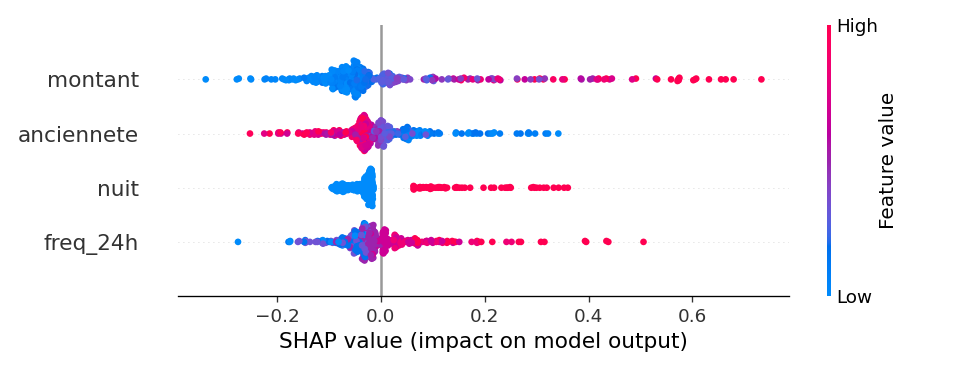 High
montant
anciennete
nuit
freq_24h
Feature value
Low
−0.2 0.0 0.2 0.4 0.6
SHAP value (impact on model output)